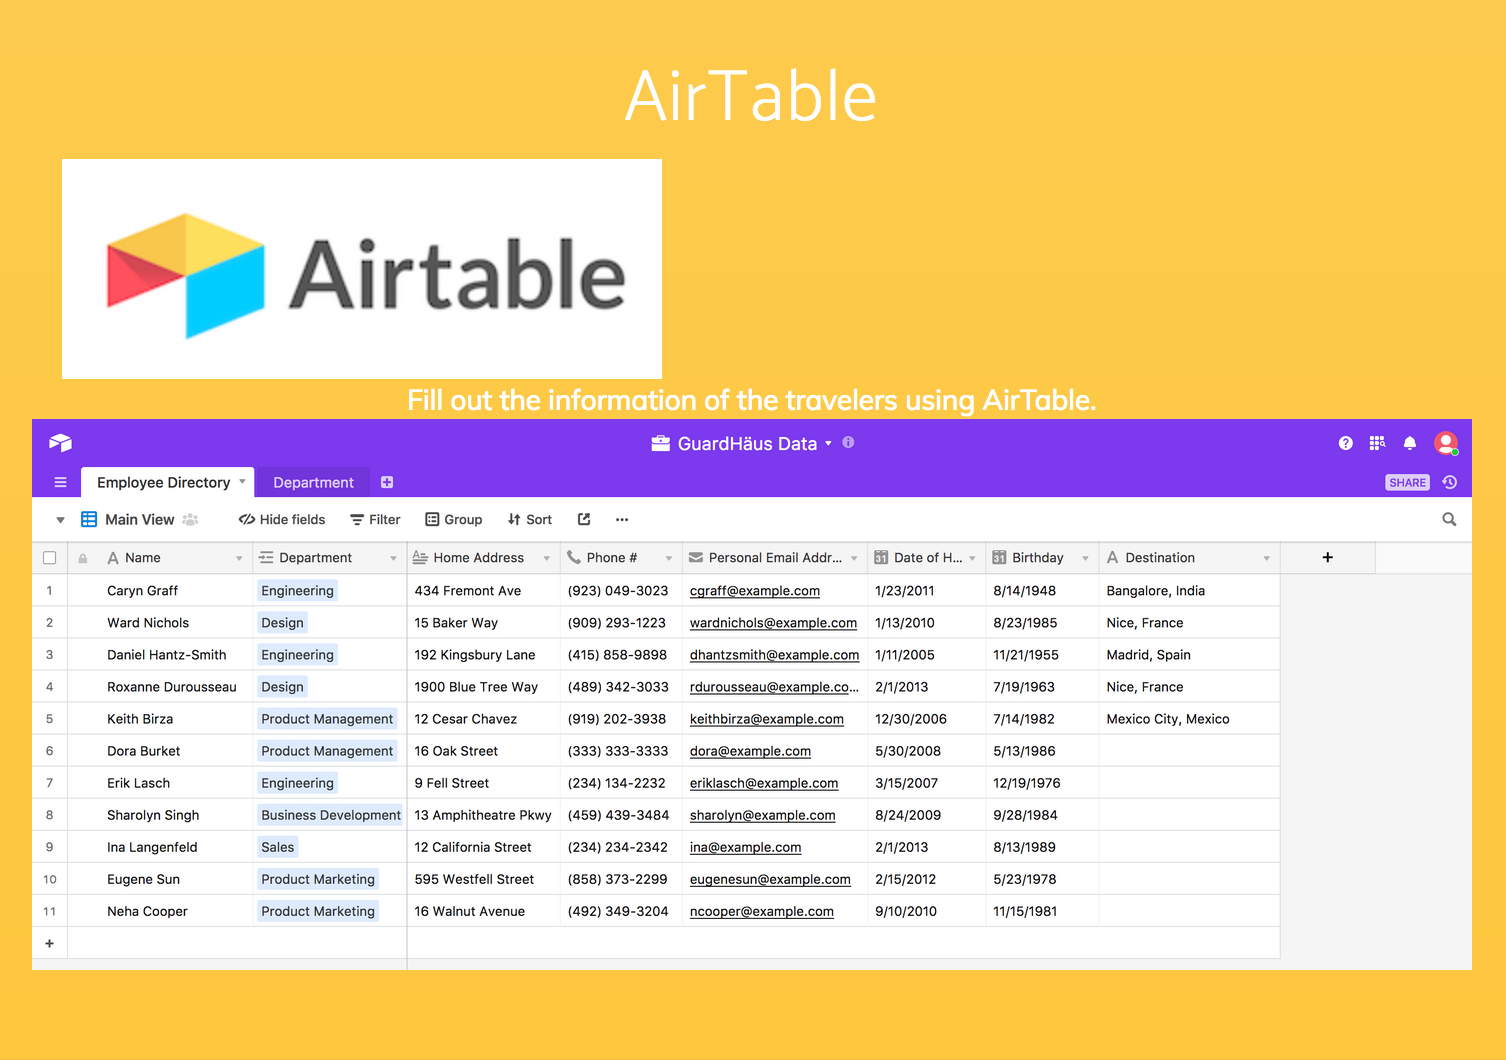 AirTable
Airtable
Fill out the information of the travelers using AirTable.
GuardHäus Data
Employee Directory Department SHARE
Main View Hide fields Filter Group Sort
Name Department Home Address Phone # Personal Email Addr... Date of H... Birthday Destination
1 Caryn Graff Engineering 434 Fremont Ave (923) 049-3023 cgraff@example.com 1/23/2011 8/14/1948 Bangalore, India
2 Ward Nichols Design 15 Baker Way (909) 293-1223 wardnichols@example.com 1/13/2010 8/23/1985 Nice, France
3 Daniel Hantz-Smith Engineering 192 Kingsbury Lane (415) 858-9898 dhantzsmith@example.com 1/11/2005 11/21/1955 Madrid, Spain
4 Roxanne Durousseau Design 1900 Blue Tree Way (489) 342-3033 rdurousseau@example.co... 2/1/2013 7/19/1963 Nice, France
5 Keith Birza Product Management 12 Cesar Chavez (919) 202-3938 keithbirza@example.com 12/30/2006 7/14/1982 Mexico City, Mexico
6 Dora Burket Product Management 16 Oak Street (333) 333-3333 dora@example.com 5/30/2008 5/13/1986
7 Erik Lasch Engineering 9 Fell Street (234) 134-2232 eriklasch@example.com 3/15/2007 12/19/1976
8 Sharolyn Singh Business Development 13 Amphitheatre Pkwy (459) 439-3484 sharolyn@example.com 8/24/2009 9/28/1984
9 Ina Langenfeld Sales 12 California Street (234) 234-2342 ina@example.com 2/1/2013 8/13/1989
10 Eugene Sun Product Marketing 595 Westfell Street (858) 373-2299 eugenesun@example.com 2/15/2012 5/23/1978
11 Neha Cooper Product Marketing 16 Walnut Avenue (492) 349-3204 ncooper@example.com 9/10/2010 11/15/1981